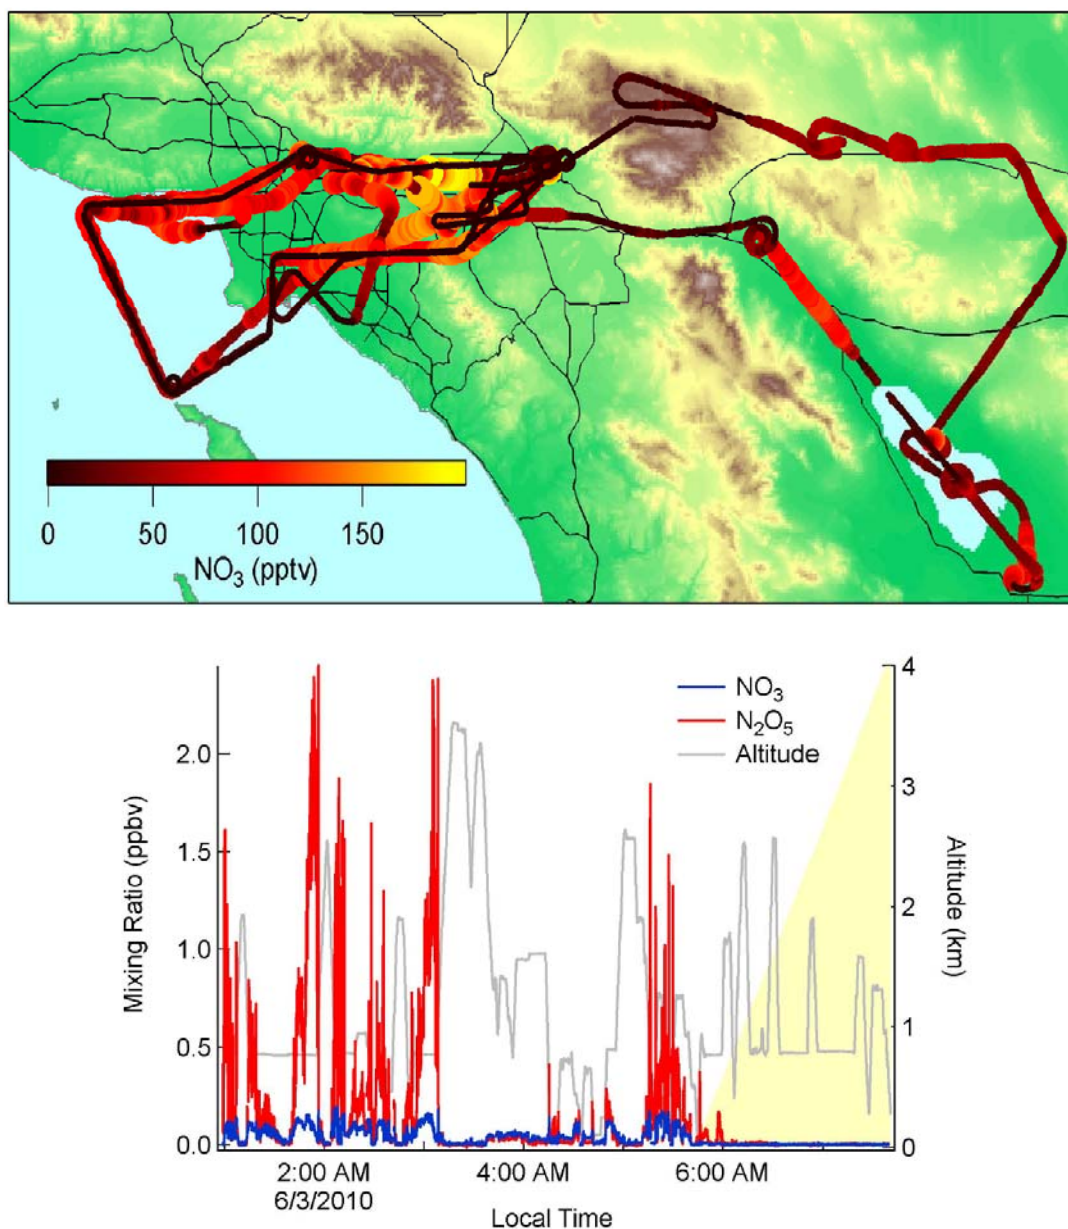 0 50 100 150
NO₃ (pptv)
NO₃
N₂O₅
Altitude
2.0
1.5
1.0
0.5
0.0
Mixing Ratio (ppbv)
4
3
2
1
0
Altitude (km)
2:00 AM 4:00 AM 6:00 AM
6/3/2010
Local Time